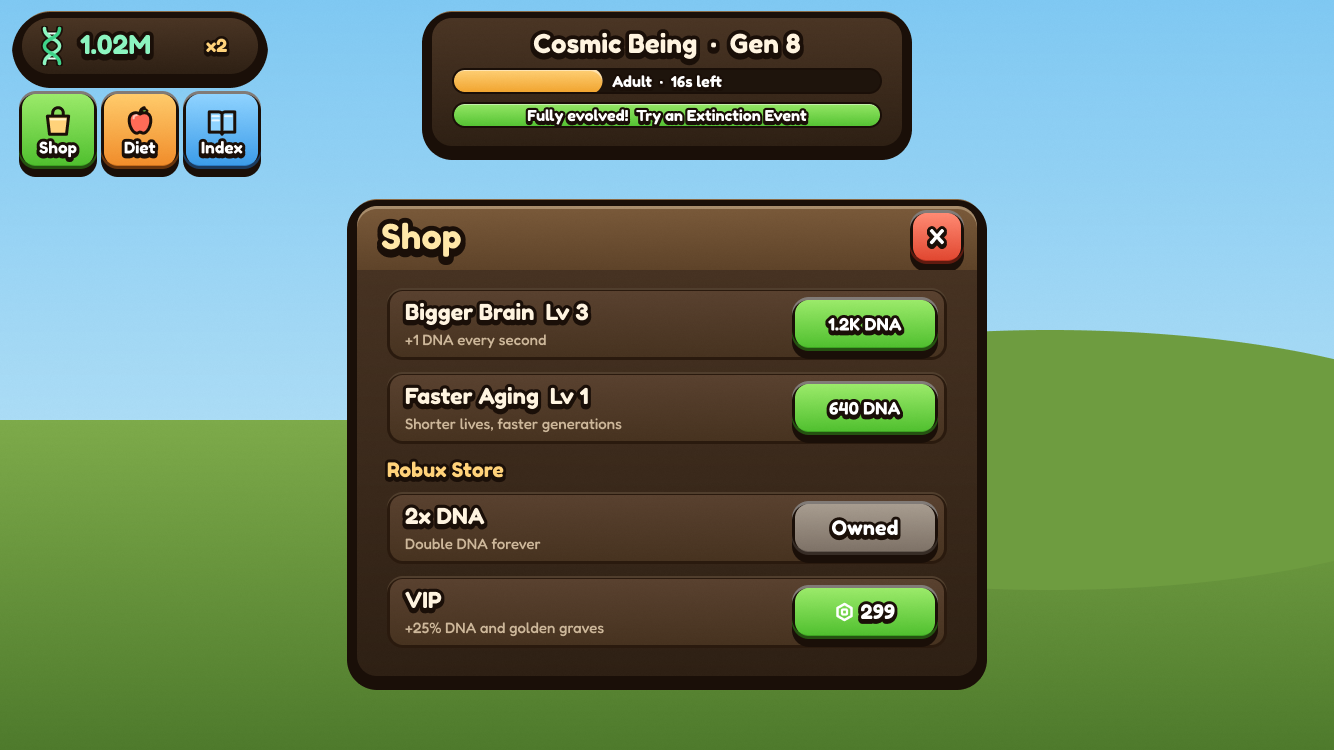 1.02M x2
Shop Diet Index
Cosmic Being · Gen 8
Adult · 16s left
Fully evolved! Try an Extinction Event
Shop
X
Bigger Brain Lv 3
+1 DNA every second
1.2K DNA
Faster Aging Lv 1
Shorter lives, faster generations
640 DNA
Robux Store
2x DNA
Double DNA forever
Owned
VIP
+25% DNA and golden graves
299